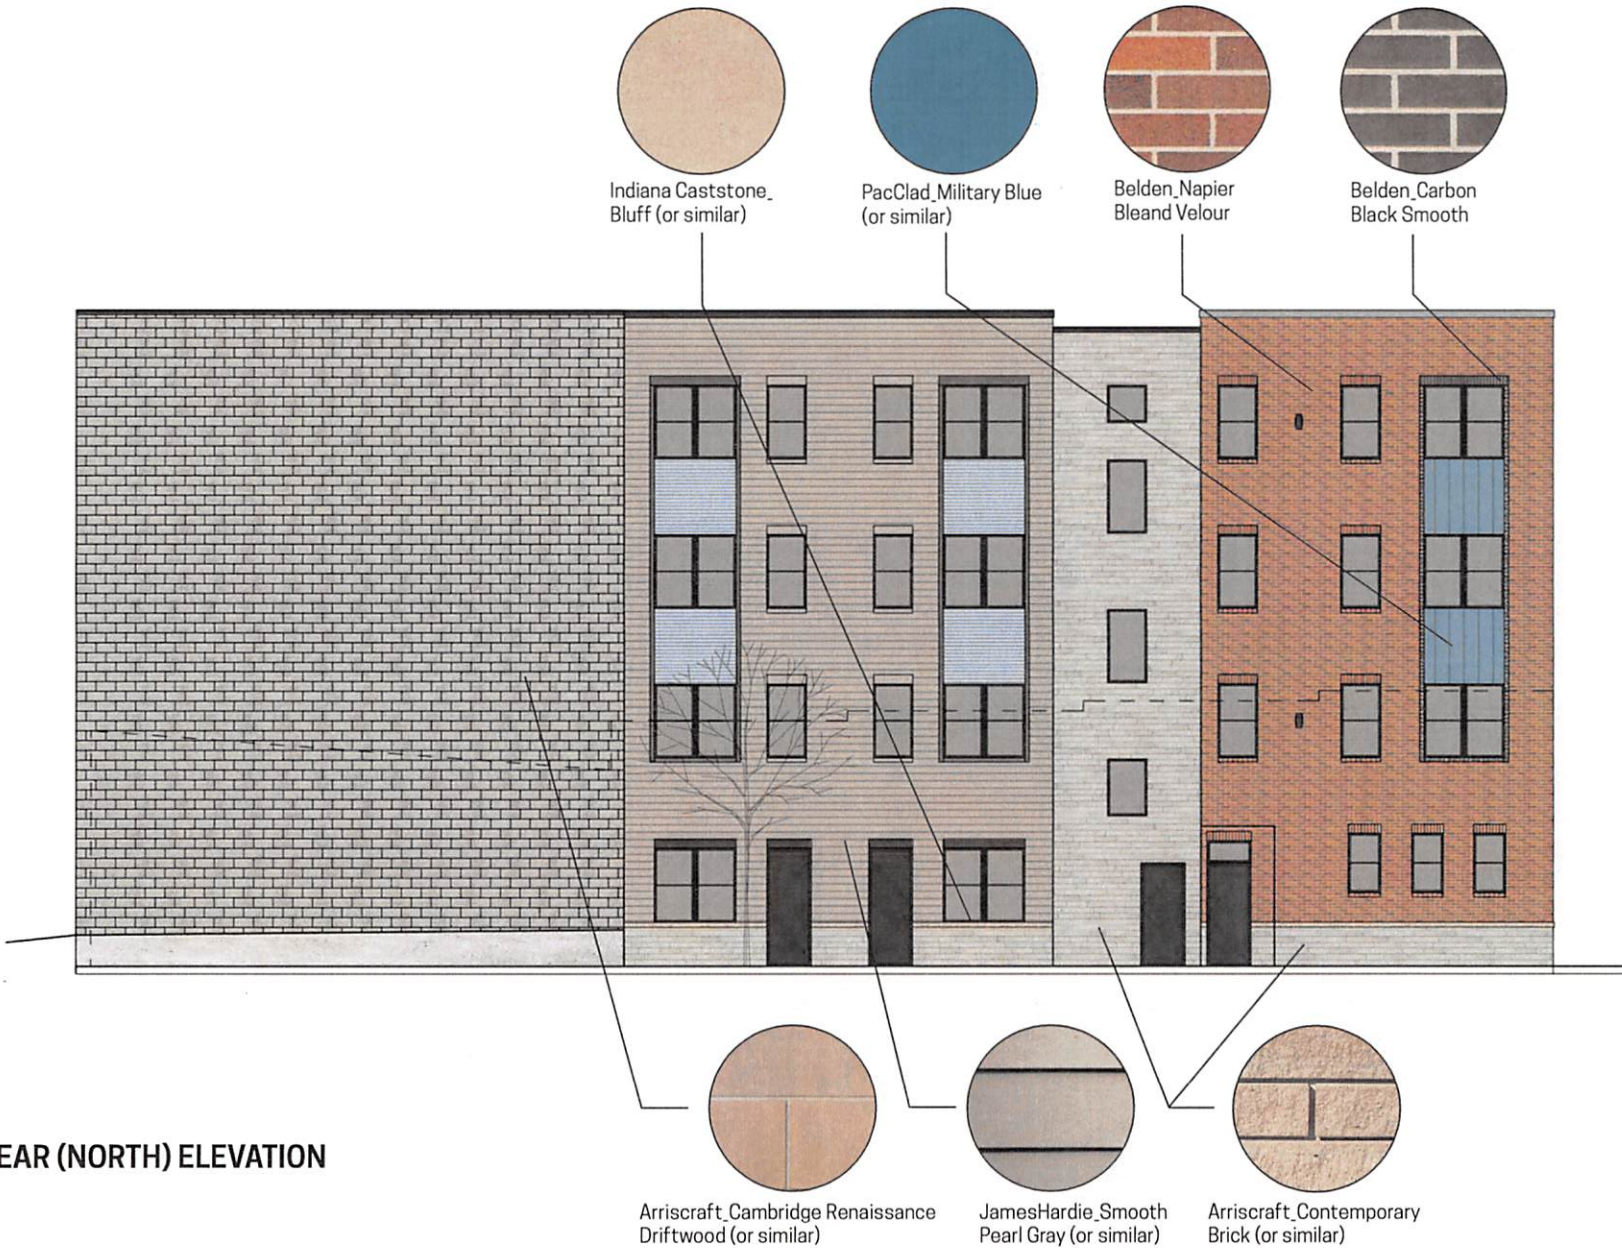 Indiana Caststone_
Bluff (or similar)
PacClad_Military Blue
(or similar)
Belden_Napier
Bleand Velour
Belden_Carbon
Black Smooth
EAR (NORTH) ELEVATION
Arriscraft_Cambridge Renaissance
Driftwood (or similar)
JamesHardie_Smooth
Pearl Gray (or similar)
Arriscraft_Contemporary
Brick (or similar)